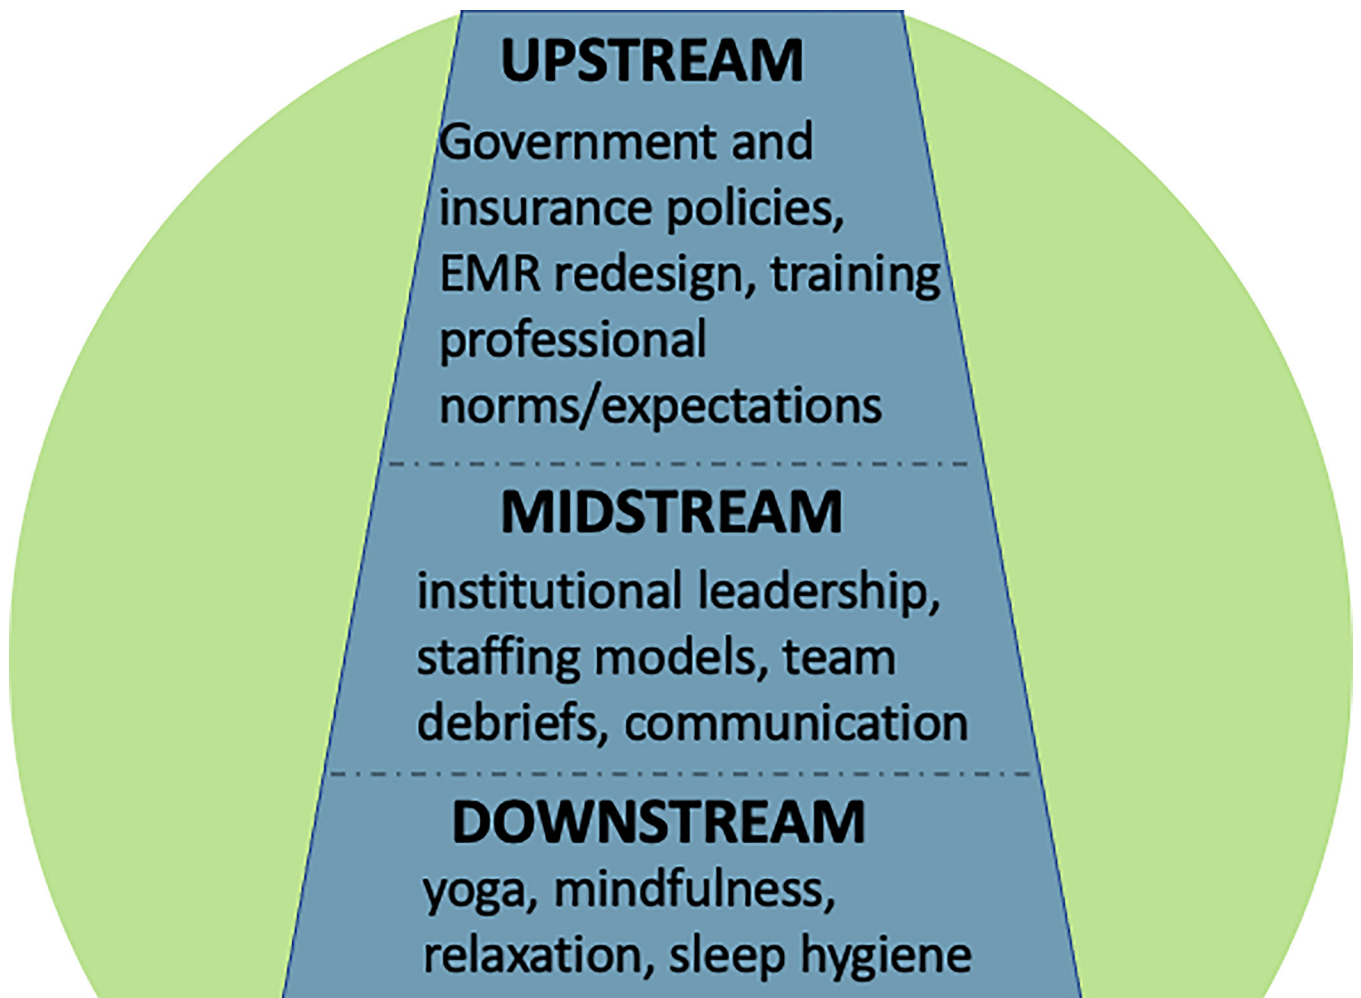 UPSTREAM
Government and
insurance policies,
EMR redesign, training
professional
norms/expectations
MIDSTREAM
institutional leadership,
staffing models, team
debriefs, communication
DOWNSTREAM
yoga, mindfulness,
relaxation, sleep hygiene